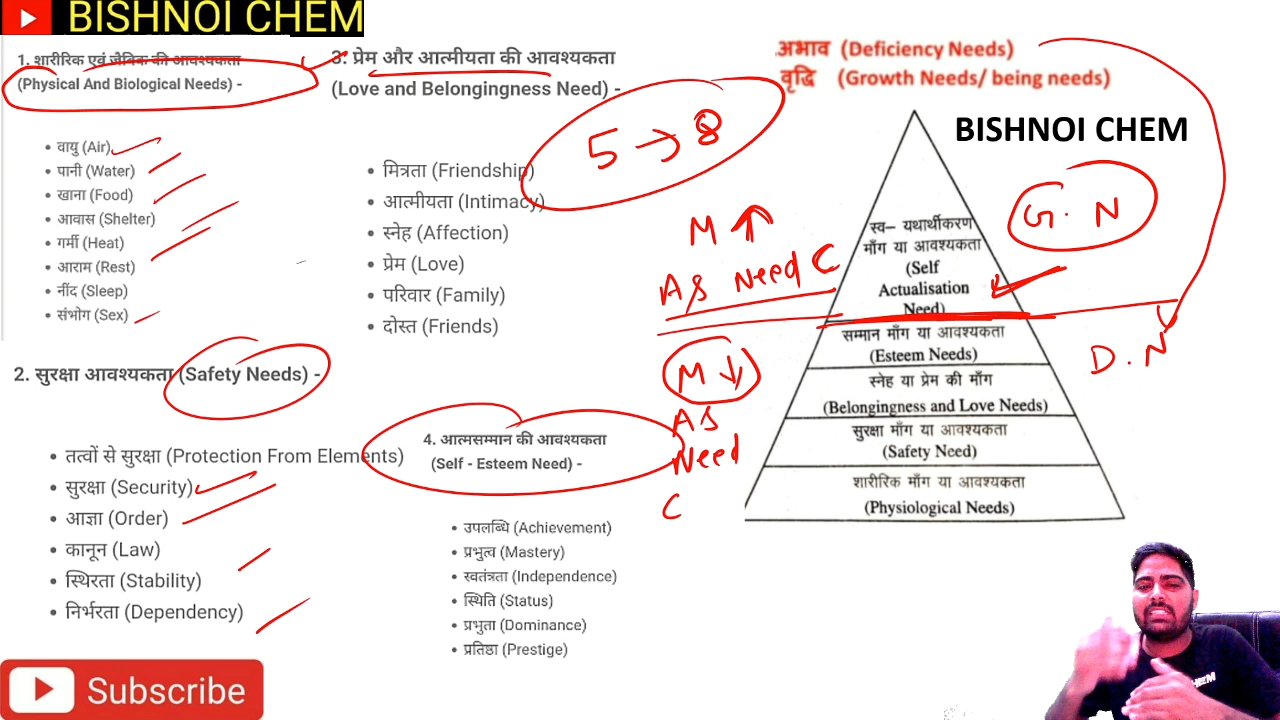 BISHNOI CHEM
1. शारीरिक एवं जैविक की आवश्यकता
(Physical And Biological Needs) -
• वायु (Air)
• पानी (Water)
• खाना (Food)
• आवास (Shelter)
• गर्मी (Heat)
• आराम (Rest)
• नींद (Sleep)
• संभोग (Sex)
2. सुरक्षा आवश्यकता (Safety Needs) -
• तत्वों से सुरक्षा (Protection From Elements)
• सुरक्षा (Security)
• आज्ञा (Order)
• कानून (Law)
• स्थिरता (Stability)
• निर्भरता (Dependency)
Subscribe
3. प्रेम और आत्मीयता की आवश्यकता
(Love and Belongingness Need) -
• मित्रता (Friendship)
• आत्मीयता (Intimacy)
• स्नेह (Affection)
• प्रेम (Love)
• परिवार (Family)
• दोस्त (Friends)
4. आत्मसम्मान की आवश्यकता
(Self - Esteem Need) -
• उपलब्धि (Achievement)
• प्रभुत्व (Mastery)
• स्वतंत्रता (Independence)
• स्थिति (Status)
• प्रभुता (Dominance)
• प्रतिष्ठा (Prestige)
5 → 8
M ↑
As Need C
M ↓
As
Need
C
अभाव (Deficiency Needs)
वृद्धि (Growth Needs/ being needs)
BISHNOI CHEM
G. N
D. N
स्व– यथार्थीकरण
माँग या आवश्यकता
(Self
Actualisation
Need)
सम्मान माँग या आवश्यकता
(Esteem Needs)
स्नेह या प्रेम की माँग
(Belongingness and Love Needs)
सुरक्षा माँग या आवश्यकता
(Safety Need)
शारीरिक माँग या आवश्यकता
(Physiological Needs)